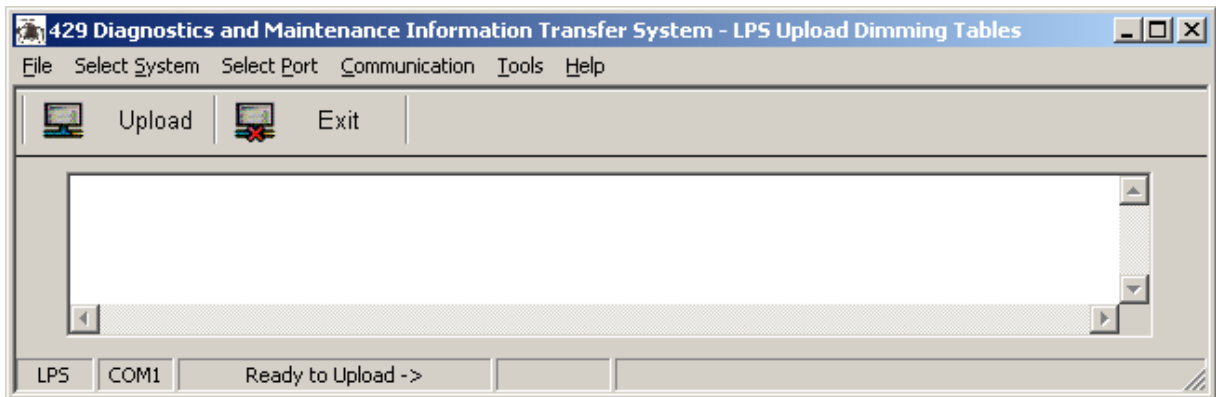 429 Diagnostics and Maintenance Information Transfer System - LPS Upload Dimming Tables
File Select System Select Port Communication Tools Help
Upload Exit
LPS COM1 Ready to Upload ->